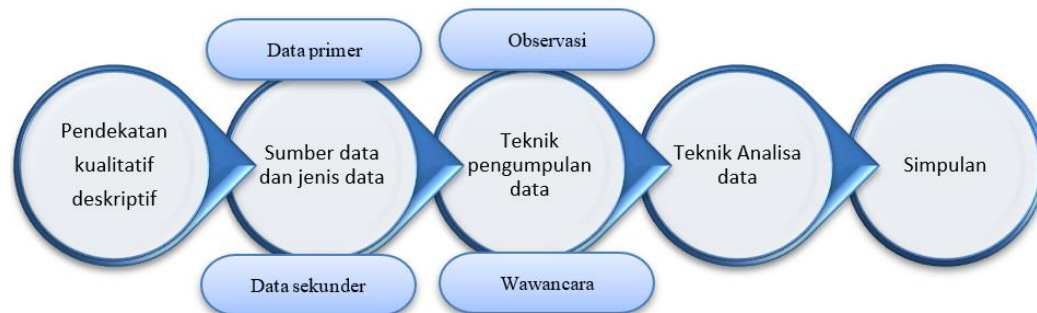 Pendekatan
kualitatif
deskriptif
Data primer
Sumber data
dan jenis data
Data sekunder
Observasi
Teknik
pengumpulan
data
Wawancara
Teknik Analisa
data
Simpulan